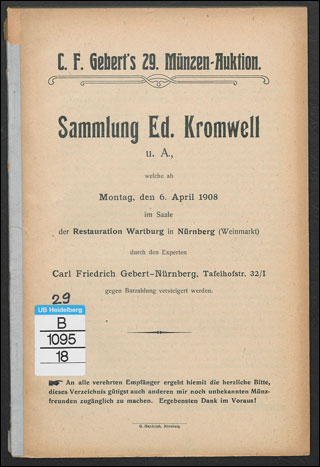 C. F. Gebert's 29. Münzen-Auktion.
Sammlung Ed. Kromwell
u. A.,
welche ab
Montag, den 6. April 1908
im Saale
der Restauration Wartburg in Nürnberg (Weinmarkt)
durch den Experten
Carl Friedrich Gebert-Nürnberg, Tafelhofstr. 32/I
gegen Barzahlung versteigert werden.
29
UB Heidelberg
B
1095
18
An alle verehrten Empfänger ergeht hiemit die herzliche Bitte,
dieses Verzeichnis gütigst auch anderen mir noch unbekannten Münz-
freunden zugänglich zu machen. Ergebensten Dank im Voraus!
Nürnberg